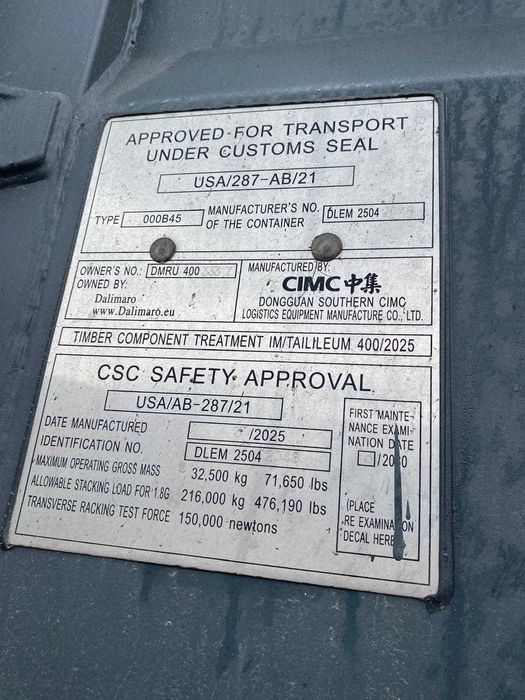 APPROVED FOR TRANSPORT
UNDER CUSTOMS SEAL
USA/287-AB/21
TYPE 000B45
MANUFACTURER'S NO.
OF THE CONTAINER
DLEM 2504
OWNER'S NO.: DMRU 400
OWNED BY:
Dalimaro
www.Dalimaro.eu
MANUFACTURED BY:
CIMC中集
DONGGUAN SOUTHERN CIMC
LOGISTICS EQUIPMENT MANUFACTURE CO., LTD.
TIMBER COMPONENT TREATMENT IM/TAILILEUM 400/2025
CSC SAFETY APPROVAL
USA/AB-287/21
DATE MANUFACTURED /2025
IDENTIFICATION NO. DLEM 2504
MAXIMUM OPERATING GROSS MASS 32,500 kg 71,650 lbs
ALLOWABLE STACKING LOAD FOR 1.8G 216,000 kg 476,190 lbs
TRANSVERSE RACKING TEST FORCE 150,000 newtons
FIRST MAINTE-
NANCE EXAMI-
NATION DATE
/2030
(PLACE
RE EXAMINATION
DECAL HERE)